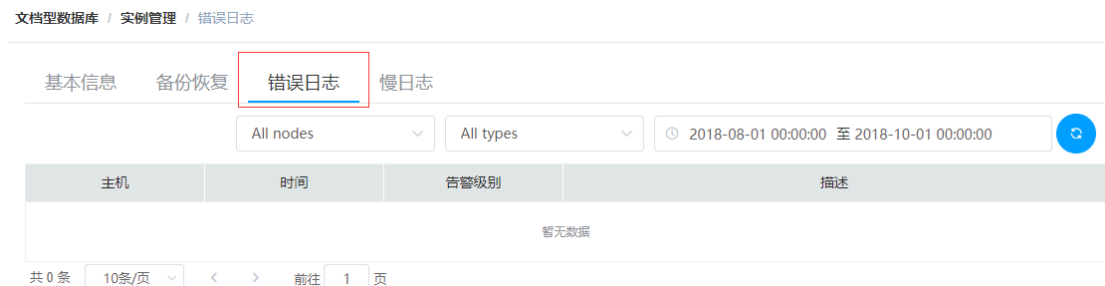 文档型数据库 / 实例管理 / 错误日志
基本信息 备份恢复 错误日志 慢日志
All nodes All types 2018-08-01 00:00:00 至 2018-10-01 00:00:00
主机 时间 告警级别 描述
暂无数据
共 0 条 10条/页 < > 前往 1 页